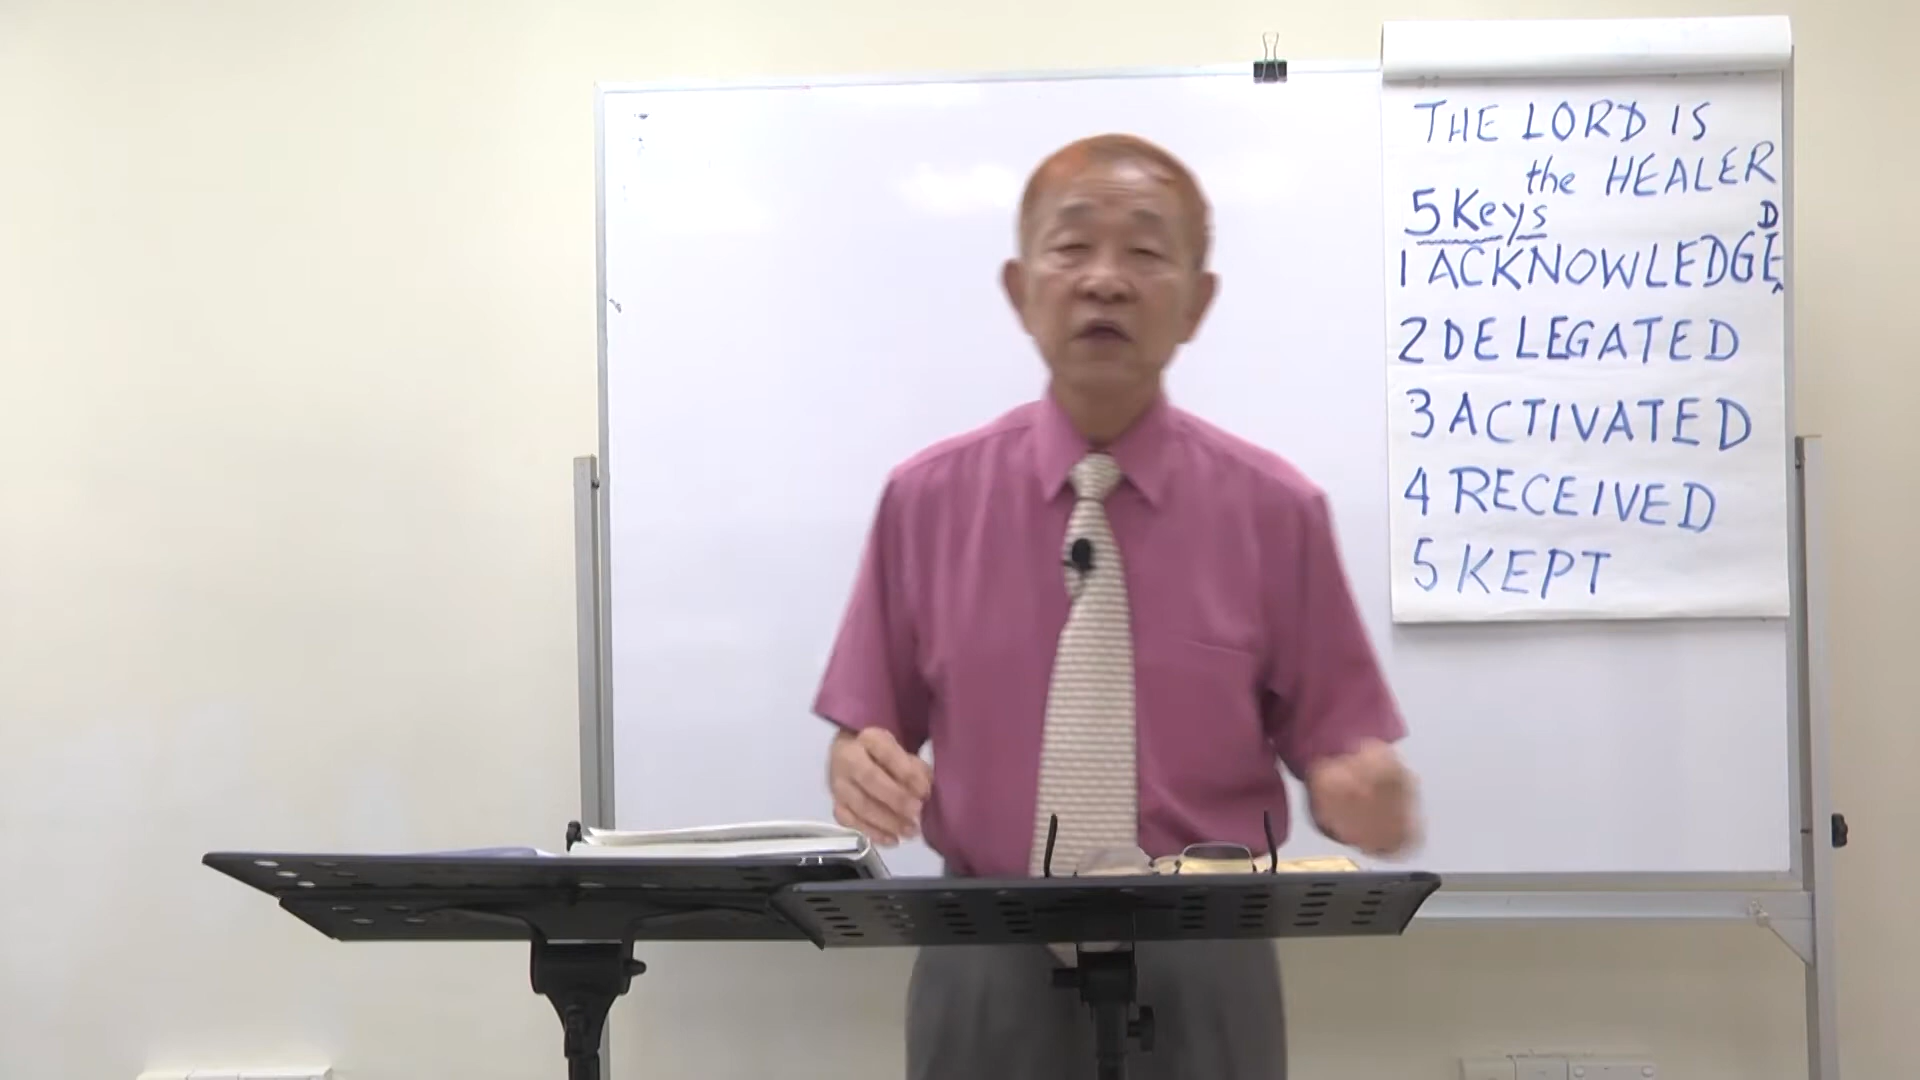 THE LORD IS
the HEALER
5 Keys
1 ACKNOWLEDGED
2 DELEGATED
3 ACTIVATED
4 RECEIVED
5 KEPT